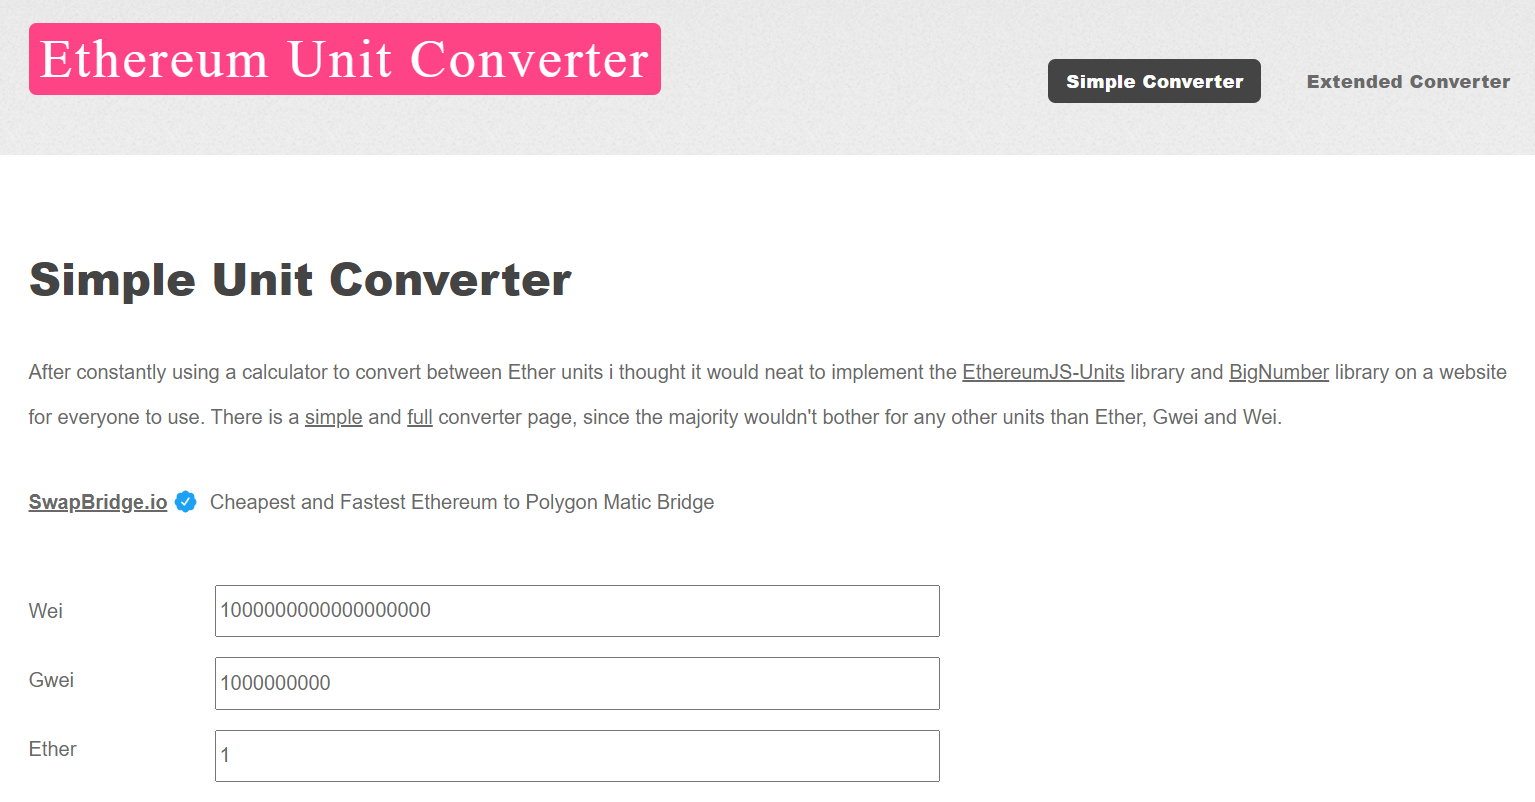 Ethereum Unit Converter
Simple Converter
Extended Converter
Simple Unit Converter
After constantly using a calculator to convert between Ether units i thought it would neat to implement the EthereumJS-Units library and BigNumber library on a website
for everyone to use. There is a simple and full converter page, since the majority wouldn't bother for any other units than Ether, Gwei and Wei.
SwapBridge.io Cheapest and Fastest Ethereum to Polygon Matic Bridge
Wei
1000000000000000000
Gwei
1000000000
Ether
1